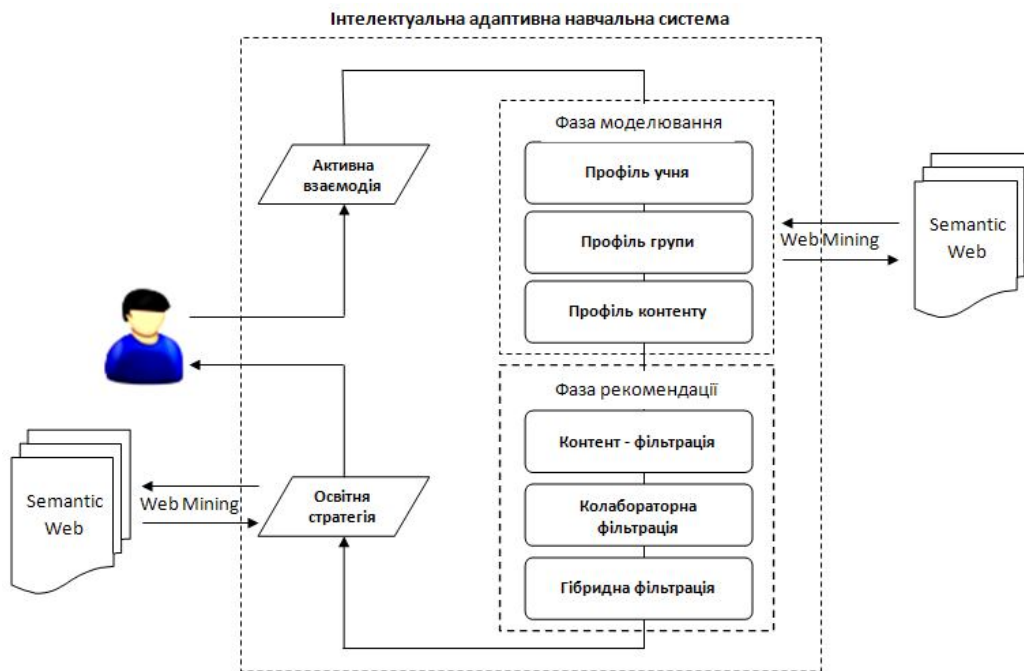 Інтелектуальна адаптивна навчальна система
Фаза моделювання
Активна
взаємодія
Профіль учня
Профіль групи
Профіль контенту
Web Mining
Semantic
Web
Фаза рекомендації
Контент - фільтрація
Колабораторна
фільтрація
Гібридна фільтрація
Освітня
стратегія
Web Mining
Semantic
Web